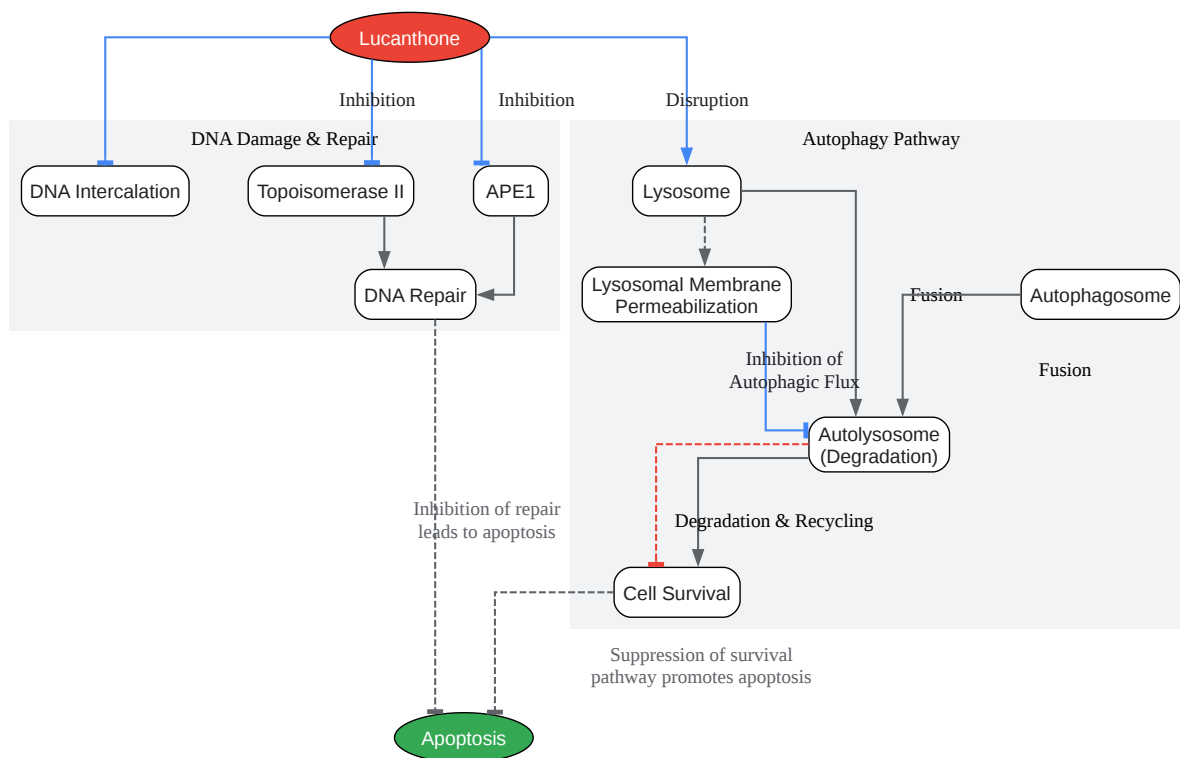 Lucanthone
Inhibition
Inhibition
Disruption
DNA Damage & Repair
Autophagy Pathway
DNA Intercalation
Topoisomerase II
APE1
Lysosome
DNA Repair
Lysosomal Membrane
Permeabilization
Fusion
Autophagosome
Inhibition of
Autophagic Flux
Fusion
Autolysosome
(Degradation)
Inhibition of repair
leads to apoptosis
Degradation & Recycling
Cell Survival
Suppression of survival
pathway promotes apoptosis
Apoptosis